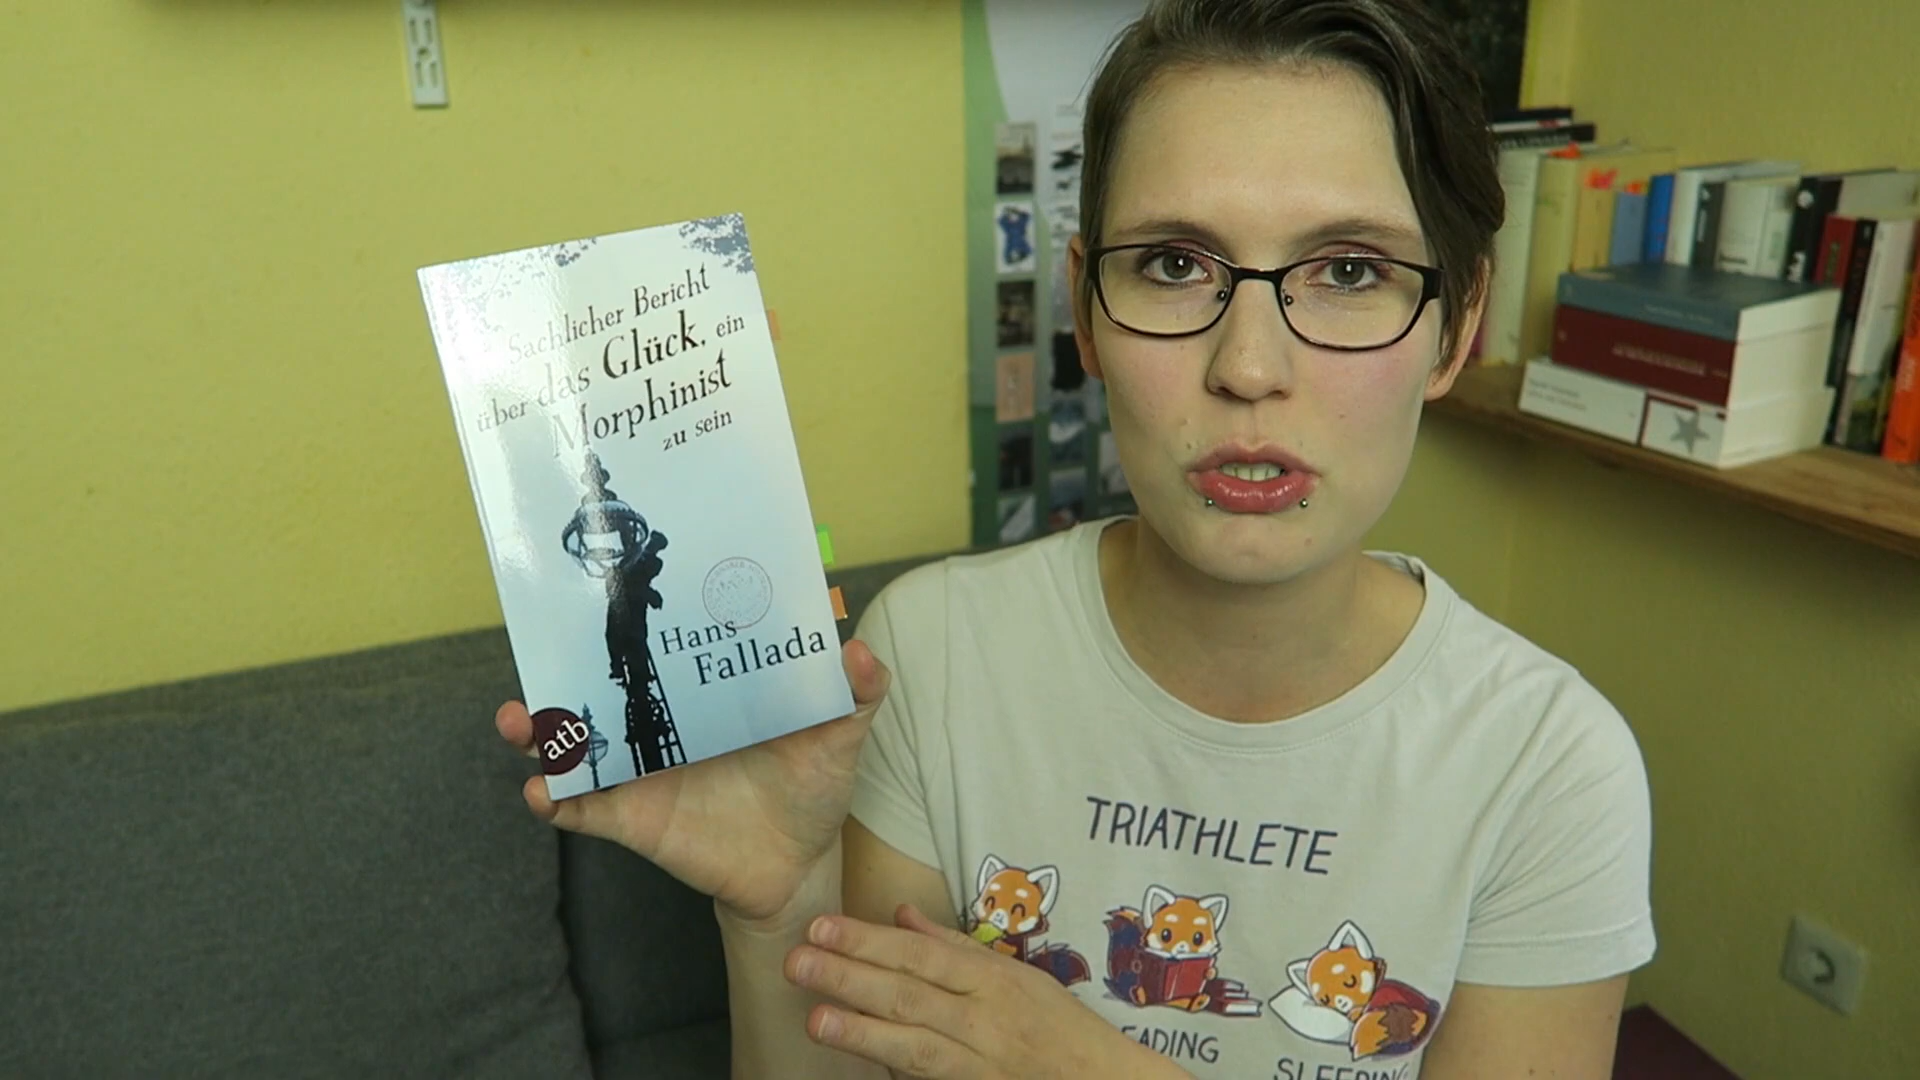 Sachlicher Bericht
über das Glück, ein
Morphinist
zu sein
Hans
Fallada
atb
TRIATHLETE
EADING
SLEEPING